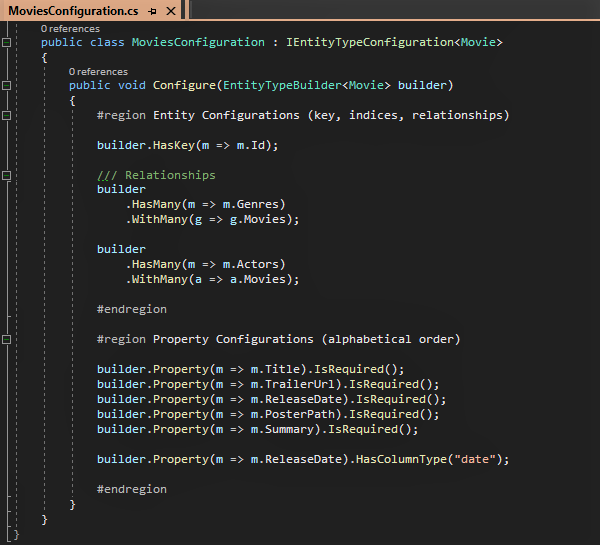 MoviesConfiguration.cs
0 references
public class MoviesConfiguration : IEntityTypeConfiguration<Movie>
{
0 references
public void Configure(EntityTypeBuilder<Movie> builder)
{
#region Entity Configurations (key, indices, relationships)
builder.HasKey(m => m.Id);
/// Relationships
builder
.HasMany(m => m.Genres)
.WithMany(g => g.Movies);
builder
.HasMany(m => m.Actors)
.WithMany(a => a.Movies);
#endregion
#region Property Configurations (alphabetical order)
builder.Property(m => m.Title).IsRequired();
builder.Property(m => m.TrailerUrl).IsRequired();
builder.Property(m => m.ReleaseDate).IsRequired();
builder.Property(m => m.PosterPath).IsRequired();
builder.Property(m => m.Summary).IsRequired();
builder.Property(m => m.ReleaseDate).HasColumnType("date");
#endregion
}
}
}